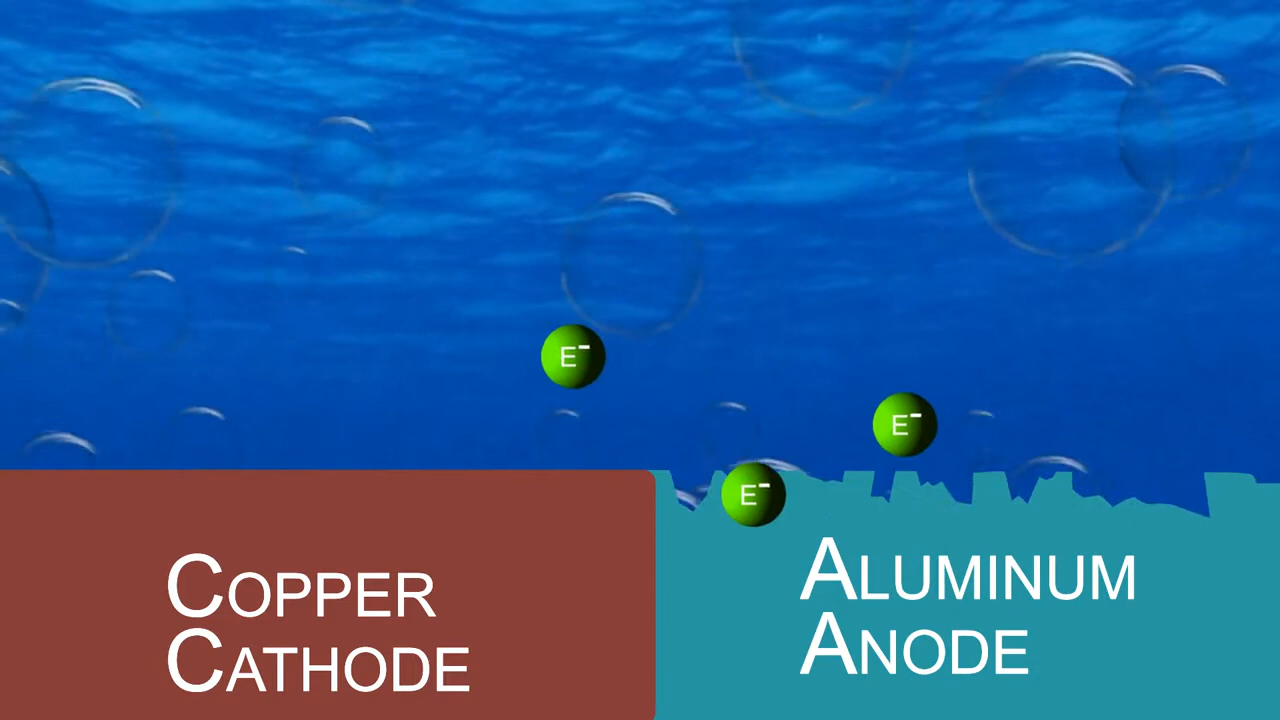 E-
E-
E-
COPPER
CATHODE
ALUMINUM
ANODE